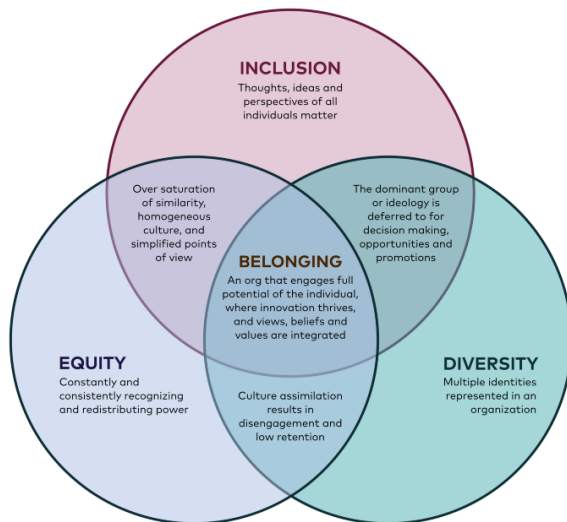 INCLUSION
Thoughts, ideas and
perspectives of all
individuals matter
Over saturation
of similarity,
homogeneous
culture, and
simplified points
of view
The dominant group
or ideology is
deferred to for
decision making,
opportunities and
promotions
BELONGING
An org that engages full
potential of the individual,
where innovation thrives,
and views, beliefs and
values are integrated
EQUITY
Constantly and
consistently recognizing
and redistributing power
DIVERSITY
Multiple identities
represented in an
organization
Culture assimilation
results in
disengagement and
low retention